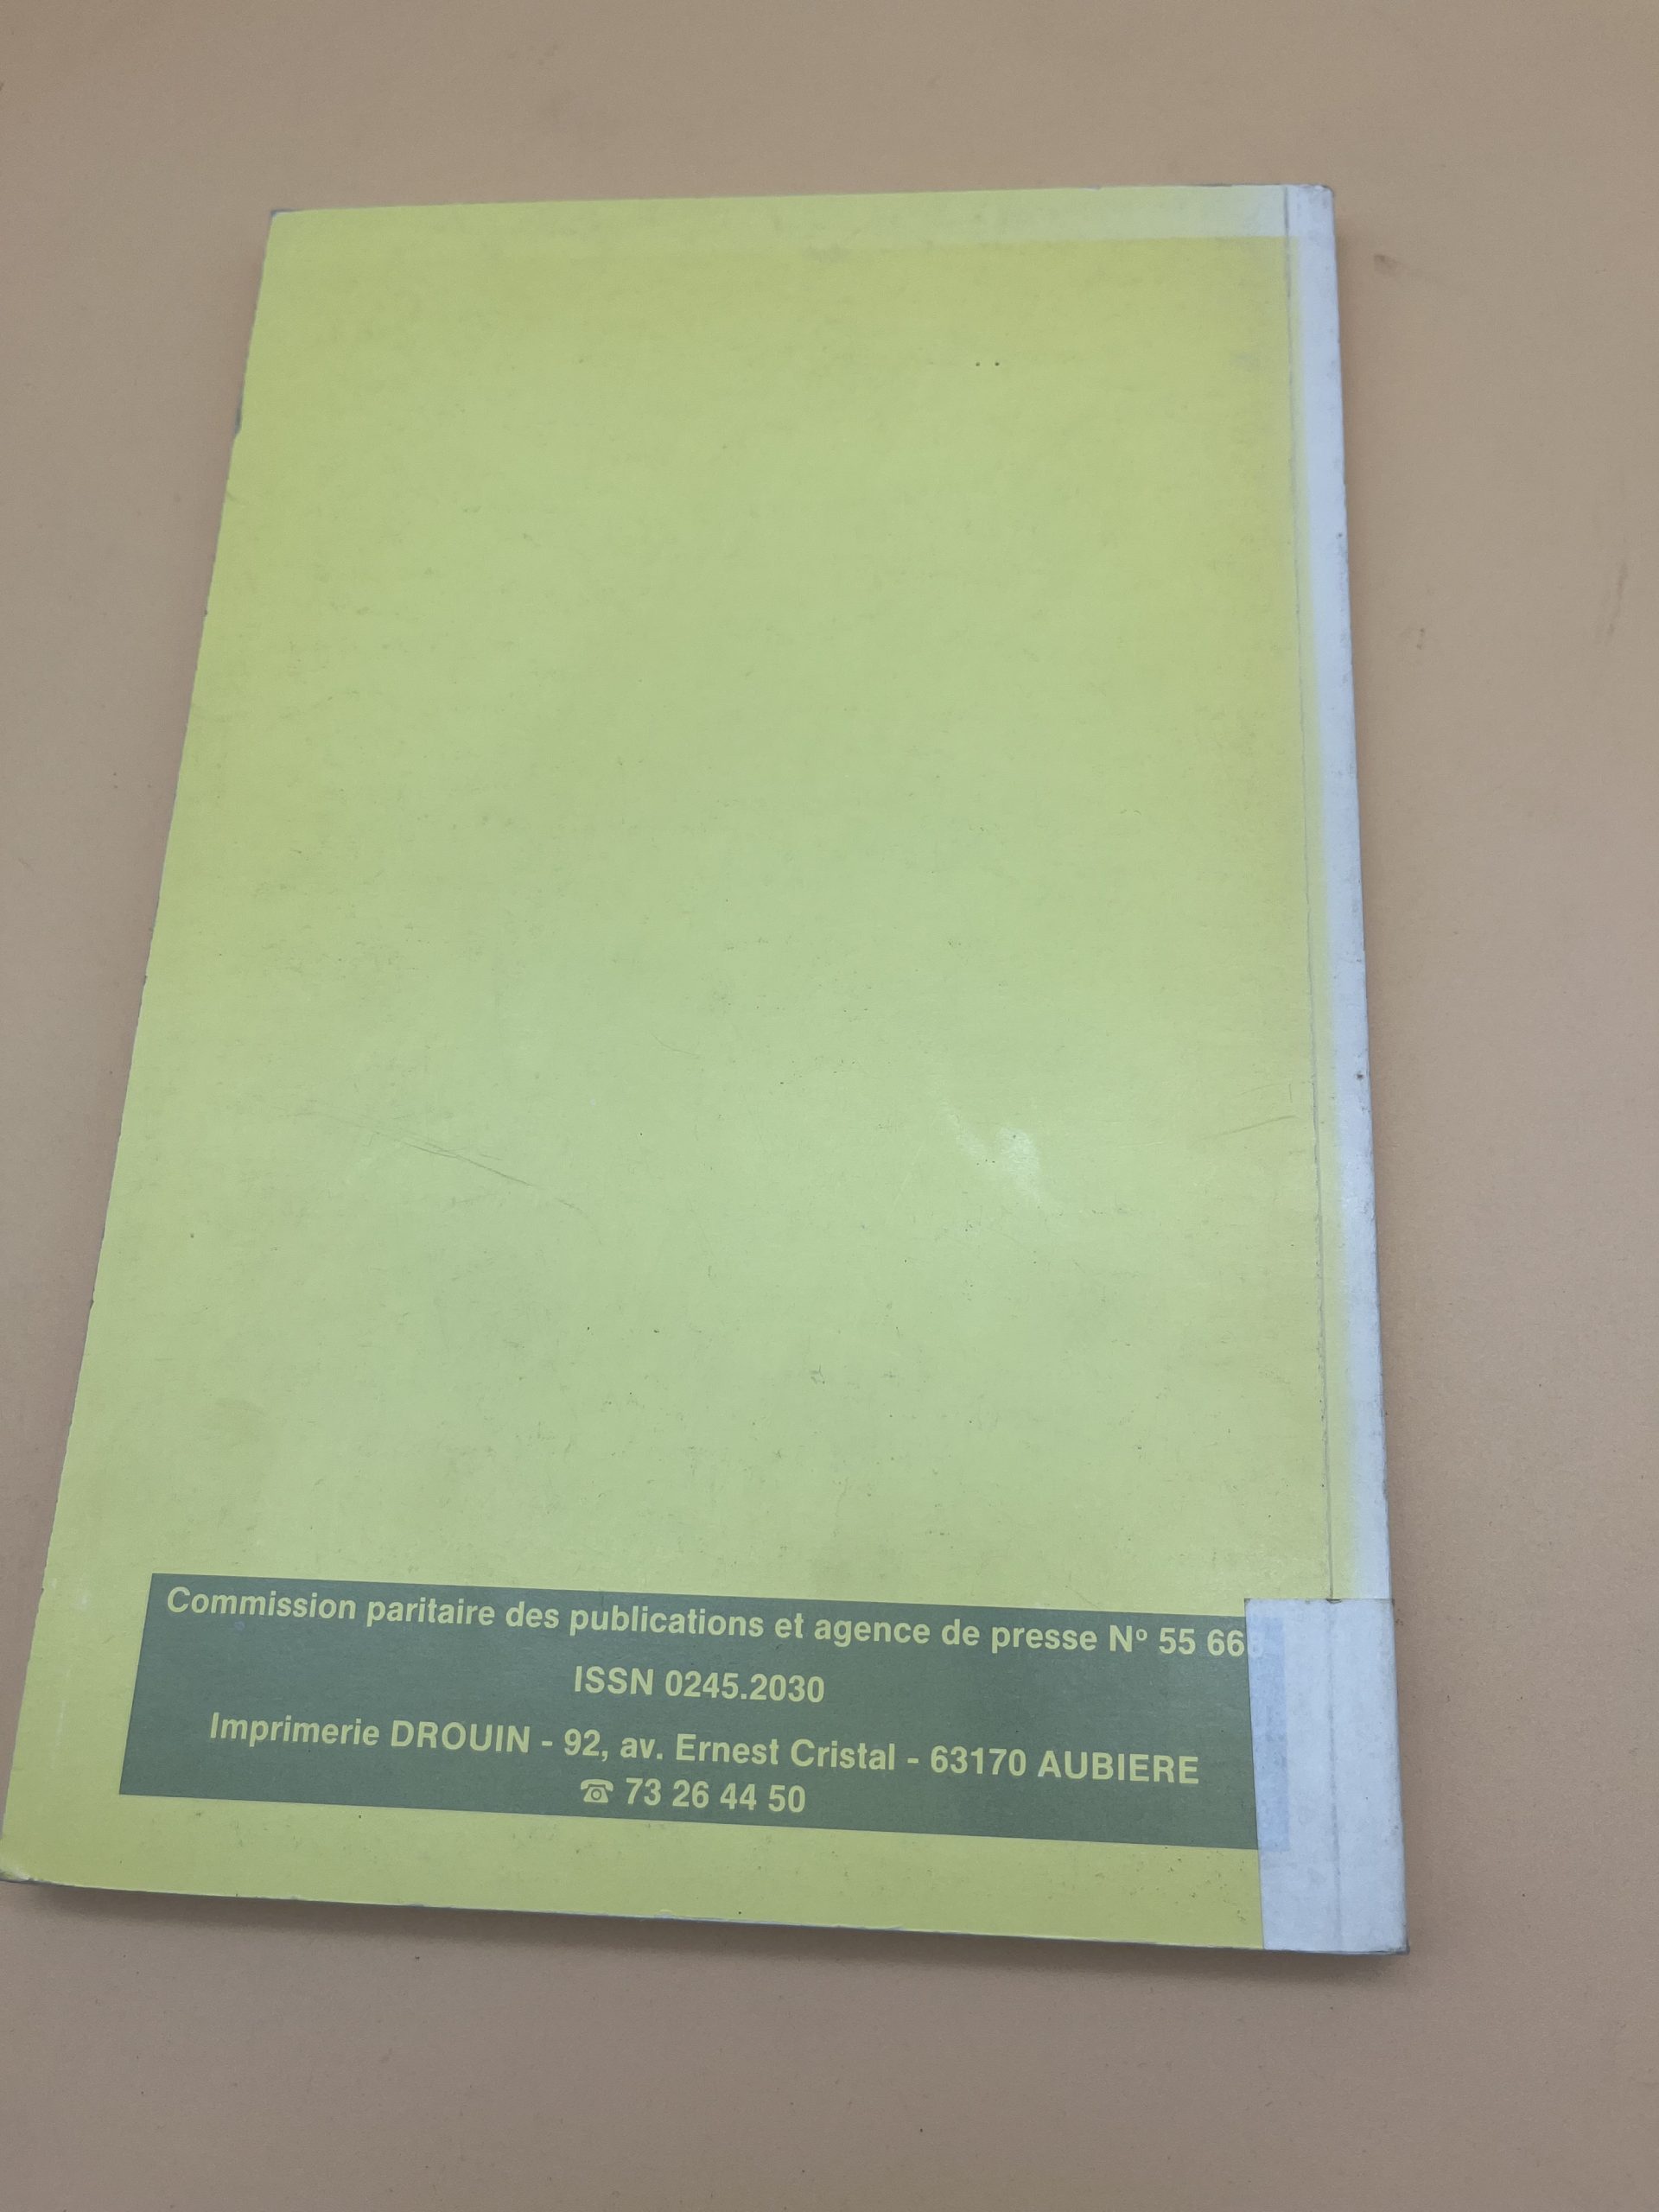 Commission paritaire des publications et agence de presse Nº 55 66
ISSN 0245.2030
Imprimerie DROUIN - 92, av. Ernest Cristal - 63170 AUBIERE
☎ 73 26 44 50